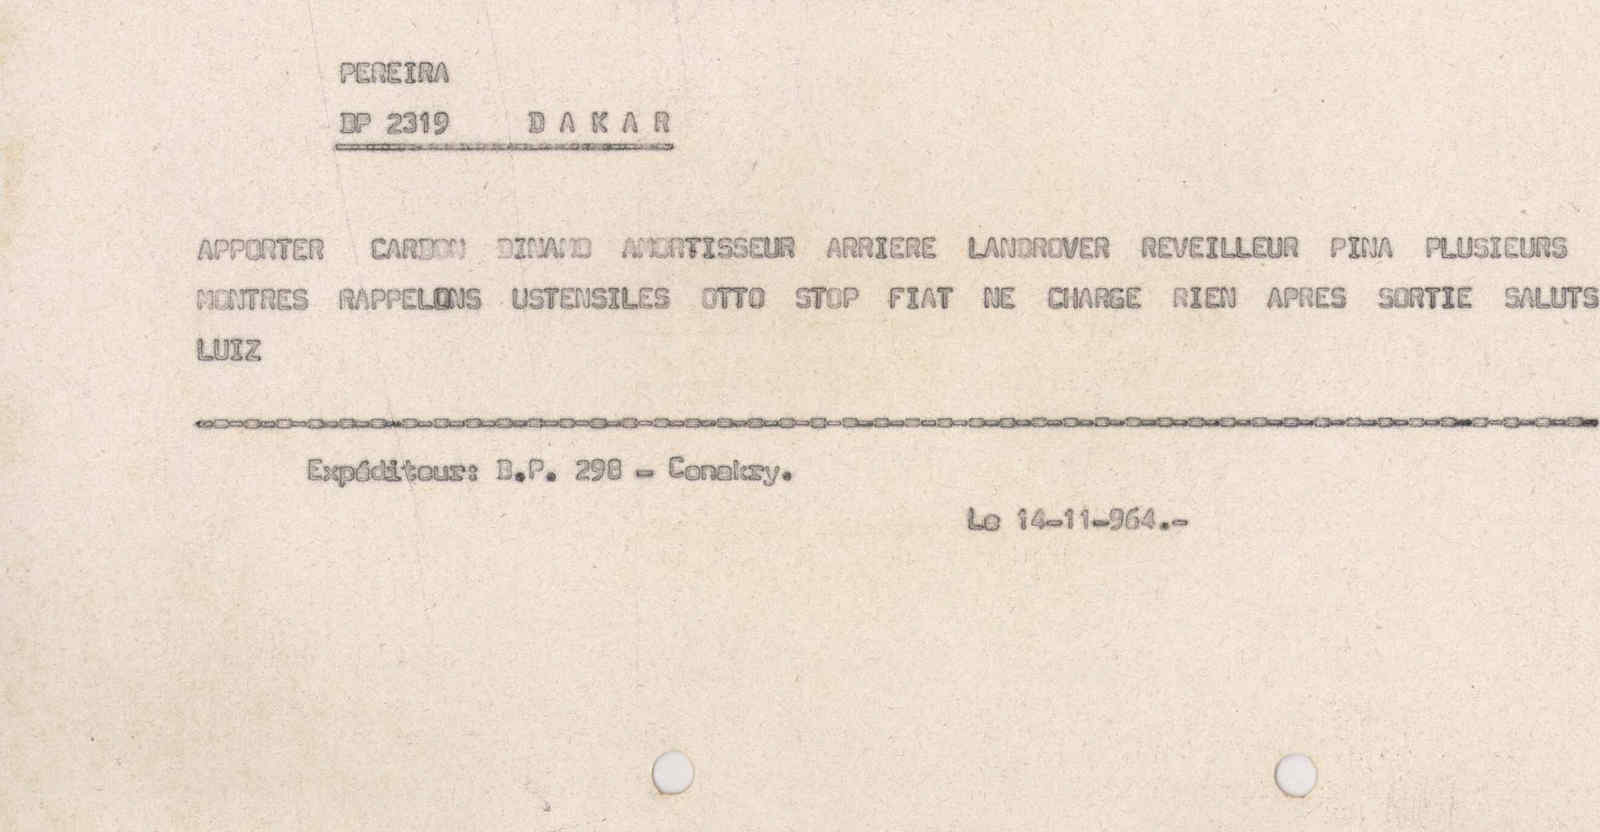 PEREIRA
BP 2319 D A K A R
APPORTER CARBON DINAMO AMORTISSEUR ARRIERE LANDROVER REVEILLEUR PINA PLUSIEURS
MONTRES RAPPELONS USTENSILES OTTO STOP FIAT NE CHARGE RIEN APRES SORTIE SALUTS
LUIZ
Expéditeur: B.P. 298 - Conakry.
Le 14-11-964.-